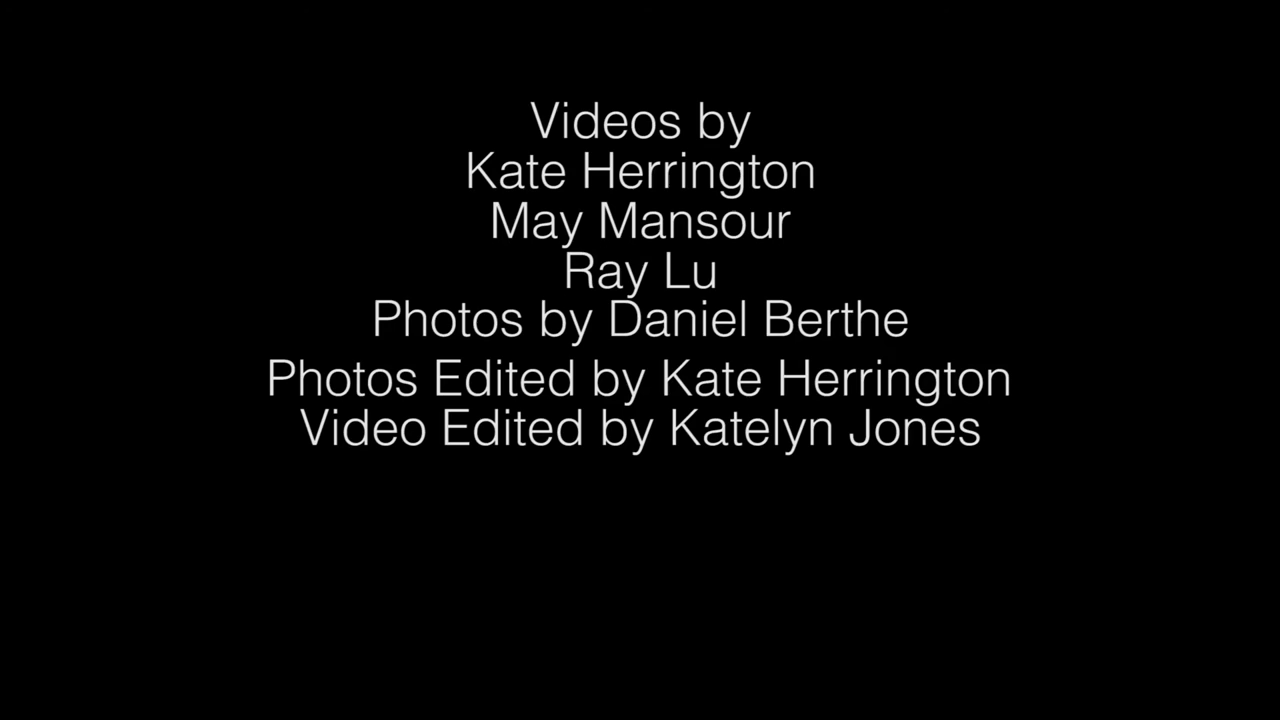 Videos by
Kate Herrington
May Mansour
Ray Lu
Photos by Daniel Berthe
Photos Edited by Kate Herrington
Video Edited by Katelyn Jones